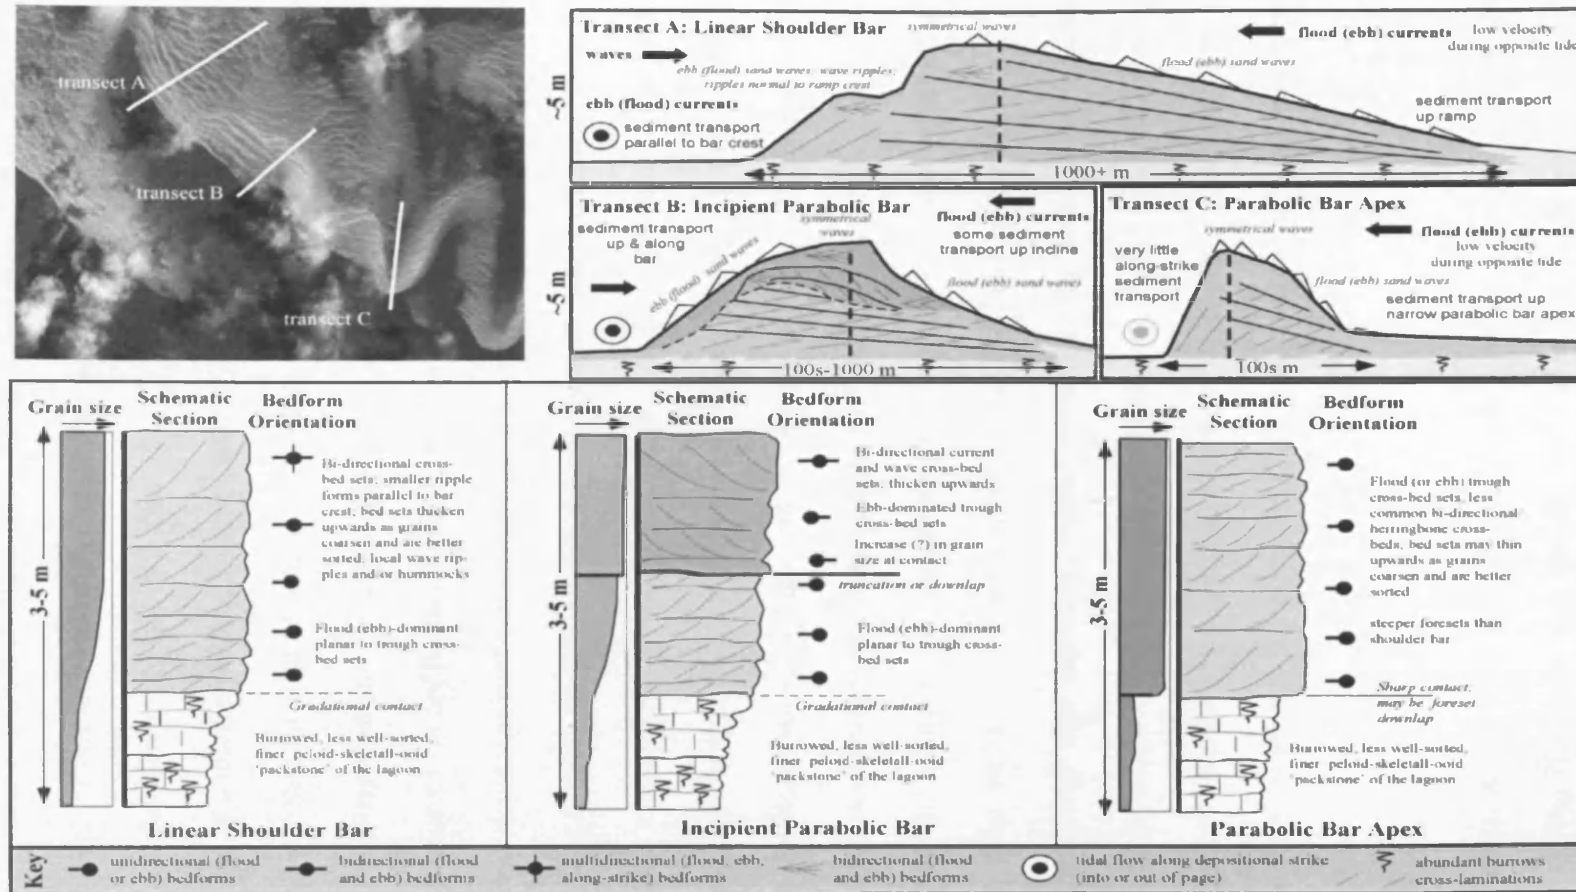 transect A
transect B
transect C
Transect A: Linear Shoulder Bar
symmetrical waves
waves
flood (ebb) currents
low velocity
during opposite tide
ebb (flood) sand waves, wave ripples,
ripples normal to ramp crest
flood (ebb) sand waves
~5 m
ebb (flood) currents
sediment transport
parallel to bar crest
sediment transport
up ramp
1000+ m
Transect B: Incipient Parabolic Bar
sediment transport
up & along
bar
symmetrical
waves
flood (ebb) currents
some sediment
transport up incline
ebb (flood) sand waves
flood (ebb) sand waves
~5 m
100s-1000 m
Transect C: Parabolic Bar Apex
symmetrical waves
very little
along-strike
sediment
transport
flood (ebb) currents
low velocity
during opposite tide
flood (ebb) sand waves
sediment transport up
narrow parabolic bar apex
100s m
Grain size
Schematic
Section
Bedform
Orientation
3-5 m
Bi-directional cross-
bed sets; smaller ripple
forms parallel to bar
crest; bed sets thicken
upwards as grains
coarsen and are better
sorted; local wave rip-
ples and/or hummocks
Flood (ebb)-dominant
planar to trough cross-
bed sets
Gradational contact
Burrowed, less well-sorted,
finer peloid-skeletall-ooid
'packstone' of the lagoon
Linear Shoulder Bar
Grain size
Schematic
Section
Bedform
Orientation
3-5 m
Bi-directional current
and wave cross-bed
sets, thicken upwards
Ebb-dominated trough
cross-bed sets
Increase (?) in grain
size at contact
truncation or downlap
Flood (ebb)-dominant
planar to trough cross-
bed sets
Gradational contact
Burrowed, less well-sorted,
finer peloid-skeletall-ooid
'packstone' of the lagoon
Incipient Parabolic Bar
Grain size
Schematic
Section
Bedform
Orientation
3-5 m
Flood (or ebb) trough
cross-bed sets, less
common bi-directional
herringbone cross-
beds, bed sets may thin
upwards as grains
coarsen and are better
sorted
steeper foresets than
shoulder bar
Sharp contact,
may be foreset
downlap
Burrowed, less well-sorted,
finer peloid-skeletall-ooid
'packstone' of the lagoon
Parabolic Bar Apex
Key
unidirectional (flood
or ebb) bedforms
bidirectional (flood
and ebb) bedforms
multidirectional (flood, ebb,
along-strike) bedforms
bidirectional (flood
and ebb) bedforms
tidal flow along depositional strike
(into or out of page)
abundant burrows
cross-laminations